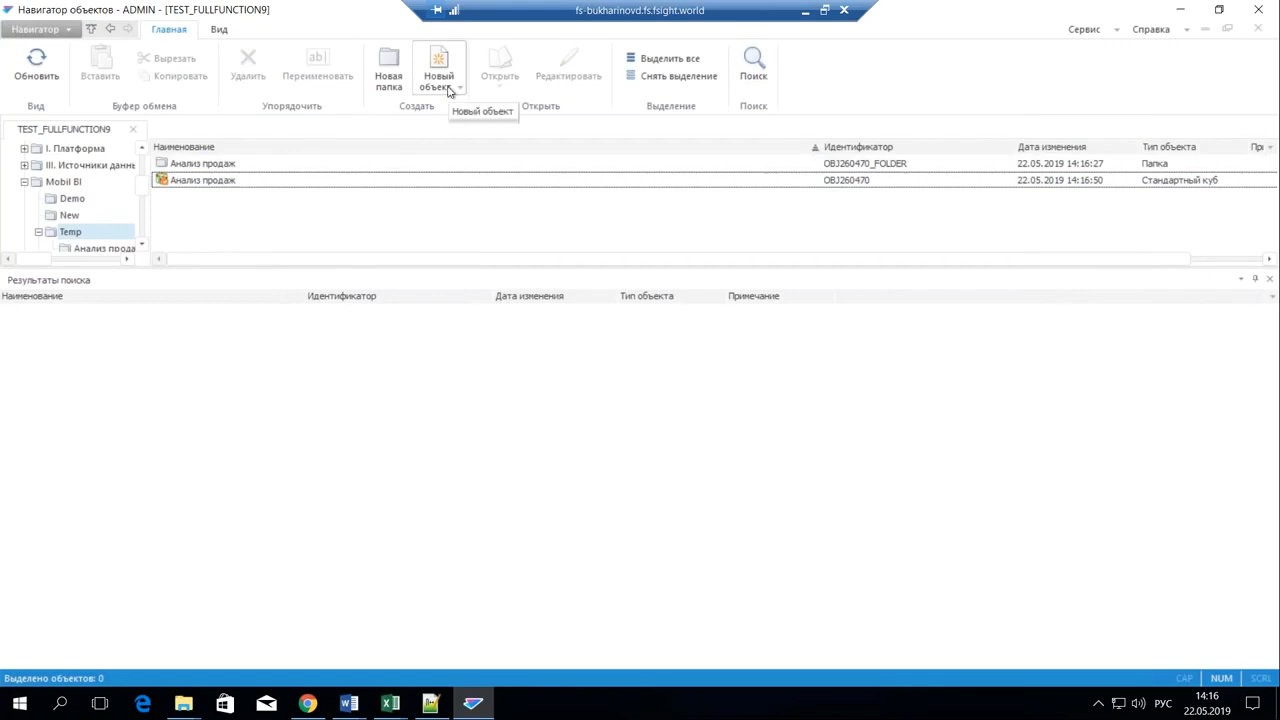 Навигатор объектов - ADMIN - [TEST_FULLFUNCTION9]
fs-bukharinovd.fs.fsight.world
Навигатор
Главная
Вид
Сервис
Справка
Обновить
Вставить
Вырезать
Копировать
Удалить
Переименовать
Новая папка
Новый объект
Открыть
Редактировать
Выделить все
Снять выделение
Поиск
Вид
Буфер обмена
Упорядочить
Создать
Открыть
Выделение
Поиск
Новый объект
TEST_FULLFUNCTION9
I. Платформа
III. Источники данн
Mobil BI
Demo
New
Temp
Анализ прода
Наименование Идентификатор Дата изменения Тип объекта При
Анализ продаж OBJ260470_FOLDER 22.05.2019 14:16:27 Папка
Анализ продаж OBJ260470 22.05.2019 14:16:50 Стандартный куб
Результаты поиска
Наименование Идентификатор Дата изменения Тип объекта Примечание
Выделено объектов: 0
CAP NUM SCRL
РУС
14:16
22.05.2019